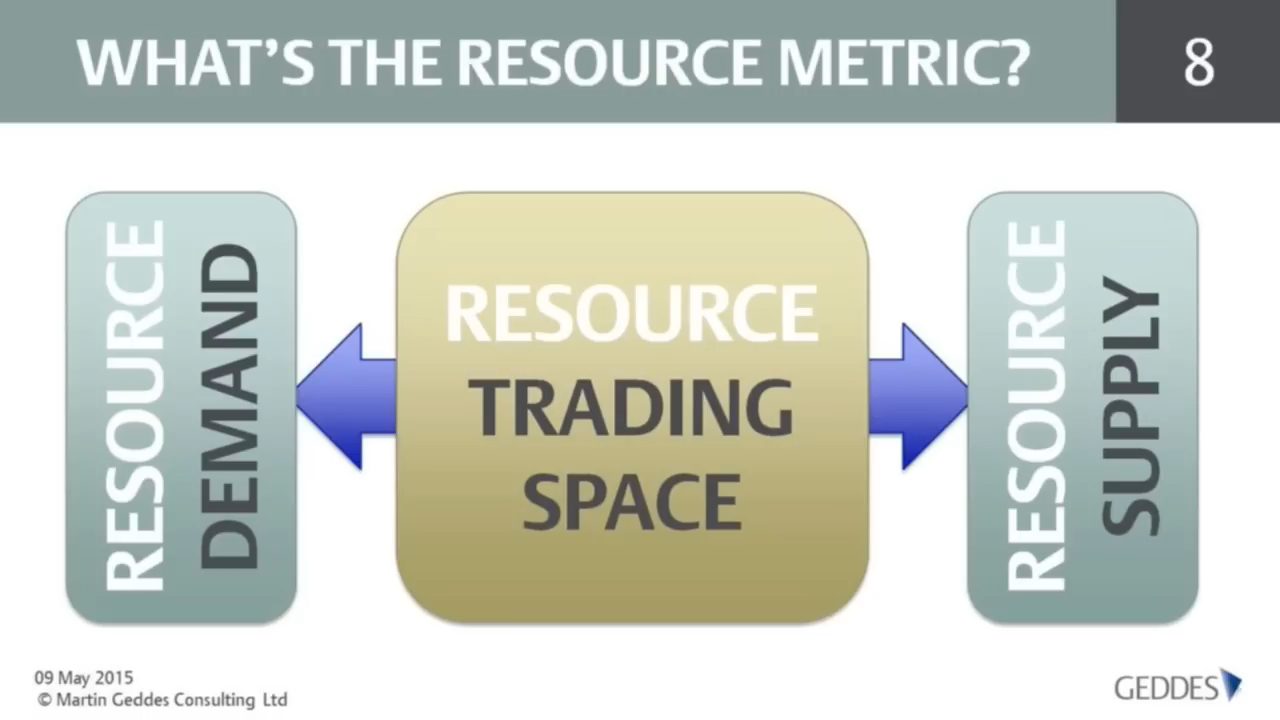 WHAT'S THE RESOURCE METRIC?
8
RESOURCE
DEMAND
RESOURCE
TRADING
SPACE
RESOURCE
SUPPLY
09 May 2015
© Martin Geddes Consulting Ltd
GEDDES